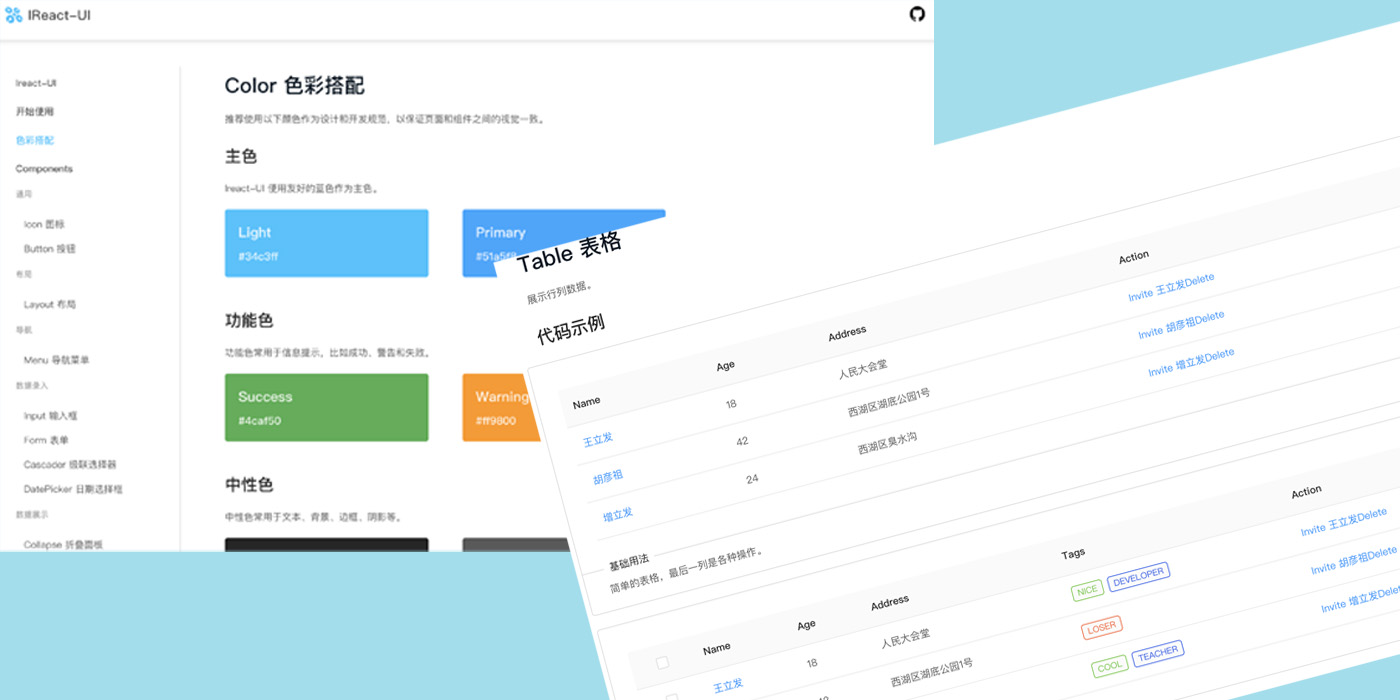 IReact-UI
Ireact-UI
开始使用
色彩搭配
Components
通用
Icon 图标
Button 按钮
布局
Layout 布局
导航
Menu 导航菜单
数据录入
Input 输入框
Form 表单
Cascader 级联选择器
DatePicker 日期选择框
数据展示
Collapse 折叠面板
Color 色彩搭配
推荐使用以下颜色作为设计和开发规范，以保证页面和组件之间的视觉一致。
主色
Ireact-UI 使用友好的蓝色作为主色。
Light
#34c3ff
Primary
功能色
功能色常用于信息提示，比如成功、警告和失败。
Success
#4caf50
Warning
#ff9800
中性色
中性色常用于文本、背景、边框、阴影等。
Table 表格
展示行列数据。
代码示例
Name Age Address Action
王立发 18 人民大会堂 Invite 王立发Delete
胡彦祖 42 西湖区湖底公园1号 Invite 胡彦祖Delete
增立发 24 西湖区臭水沟 Invite 增立发Delete
基础用法
简单的表格，最后一列是各种操作。
Name Age Address Tags Action
王立发 18 人民大会堂 NICE DEVELOPER Invite 王立发Delete
西湖区湖底公园1号 LOSER Invite 胡彦祖Delete
COOL TEACHER Invite 增立发Delete